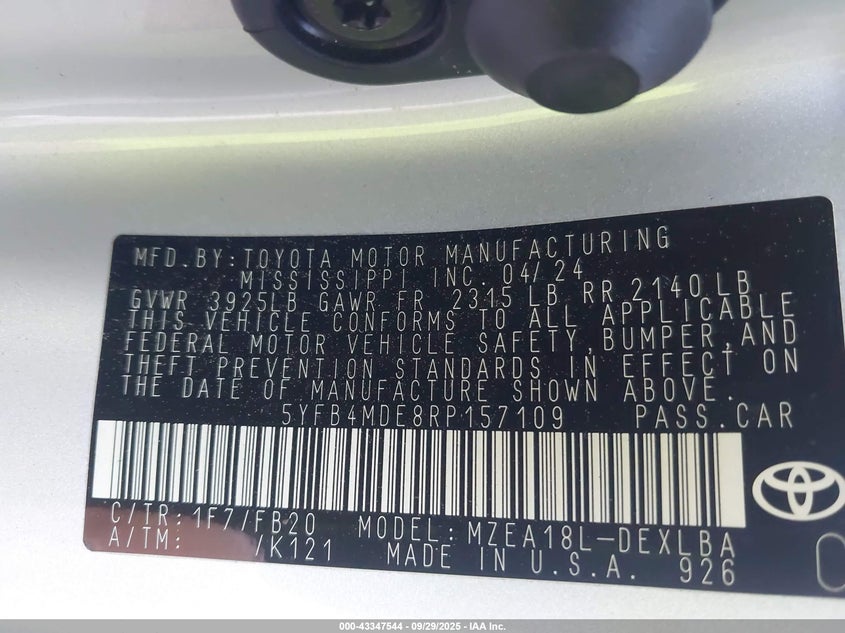 MFD. BY: TOYOTA MOTOR MANUFACTURING
MISSISSIPPI INC. 04/24
GVWR 3925LB GAWR FR 2315 LB RR 2140 LB
THIS VEHICLE CONFORMS TO ALL APPLICABLE
FEDERAL MOTOR VEHICLE SAFETY, BUMPER, AND
THEFT PREVENTION STANDARDS IN EFFECT ON
THE DATE OF MANUFACTURE SHOWN ABOVE.
5YFB4MDE8RP157109 PASS. CAR
C/TR: 1F7/FB20 MODEL: MZEA18L-DEXLBA
A/TM: /K121 MADE IN U.S.A. 926
000-43347544 - 09/29/2025 - IAA Inc.